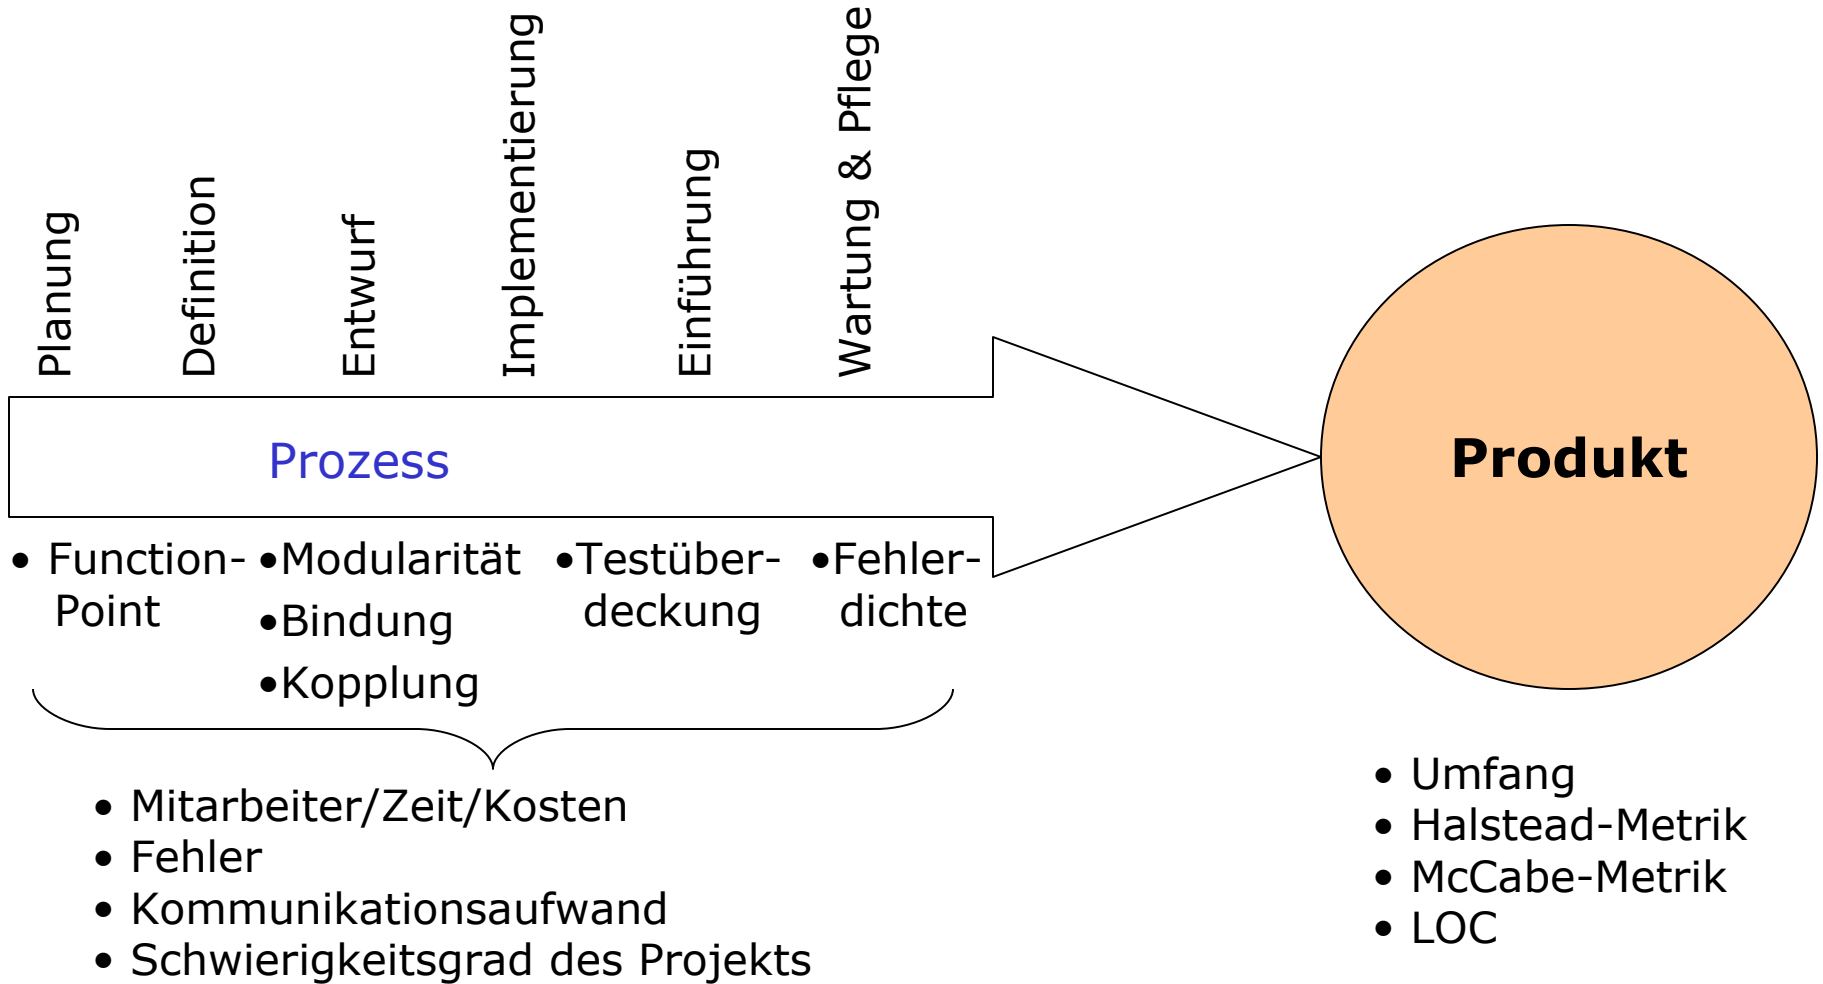 Planung
Definition
Entwurf
Implementierung
Einführung
Wartung & Pflege
Prozess
Produkt
• Function-
Point
•Modularität
•Bindung
•Kopplung
•Testüber-
deckung
•Fehler-
dichte
• Mitarbeiter/Zeit/Kosten
• Fehler
• Kommunikationsaufwand
• Schwierigkeitsgrad des Projekts
• Umfang
• Halstead-Metrik
• McCabe-Metrik
• LOC